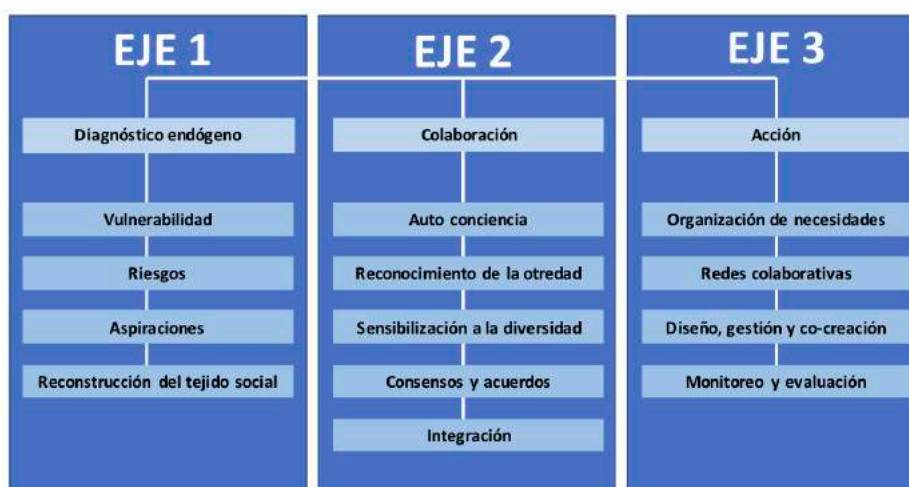 EJE 1
Diagnóstico endógeno
Vulnerabilidad
Riesgos
Aspiraciones
Reconstrucción del tejido social
EJE 2
Colaboración
Auto conciencia
Reconocimiento de la otredad
Sensibilización a la diversidad
Consensos y acuerdos
Integración
EJE 3
Acción
Organización de necesidades
Redes colaborativas
Diseño, gestión y co-creación
Monitoreo y evaluación